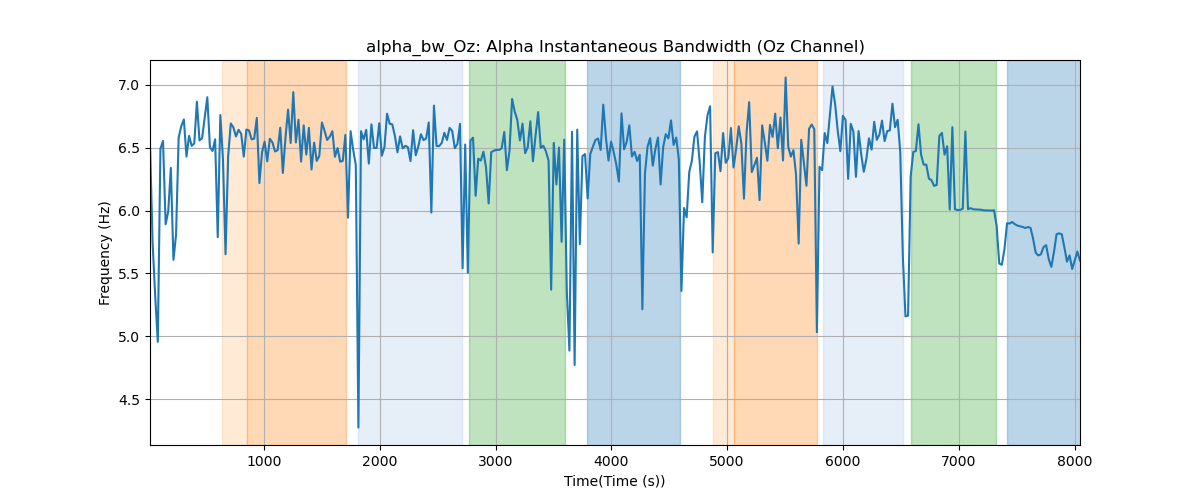 alpha_bw_Oz: Alpha Instantaneous Bandwidth (Oz Channel)
Frequency (Hz)
7.0
6.5
6.0
5.5
5.0
4.5
1000 2000 3000 4000 5000 6000 7000 8000
Time(Time (s))